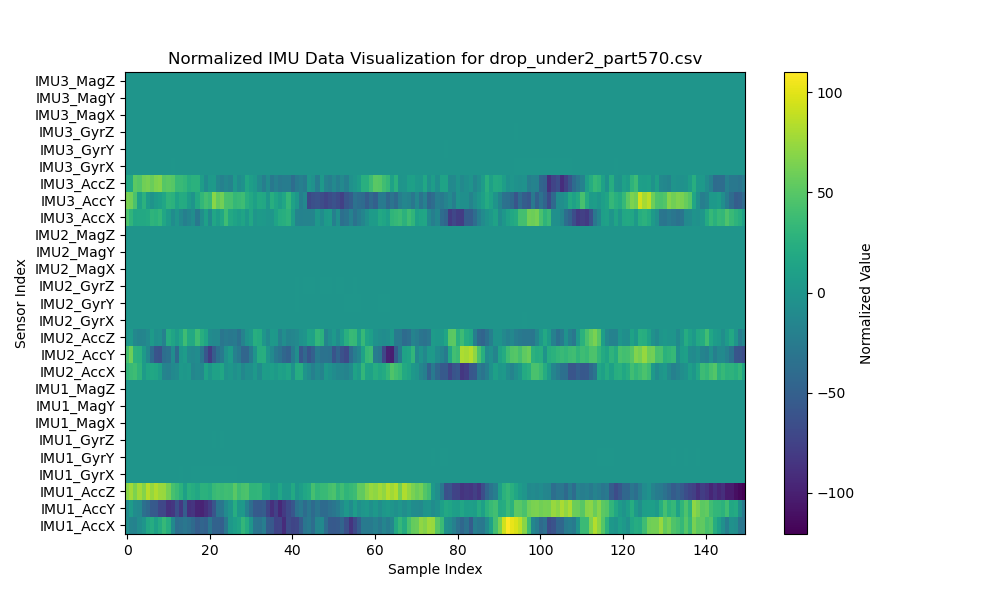 Normalized IMU Data Visualization for drop_under2_part570.csv
IMU3_MagZ
IMU3_MagY
IMU3_MagX
IMU3_GyrZ
IMU3_GyrY
IMU3_GyrX
IMU3_AccZ
IMU3_AccY
IMU3_AccX
IMU2_MagZ
IMU2_MagY
IMU2_MagX
IMU2_GyrZ
IMU2_GyrY
IMU2_GyrX
IMU2_AccZ
IMU2_AccY
IMU2_AccX
IMU1_MagZ
IMU1_MagY
IMU1_MagX
IMU1_GyrZ
IMU1_GyrY
IMU1_GyrX
IMU1_AccZ
IMU1_AccY
IMU1_AccX
Sensor Index
0 20 40 60 80 100 120 140
Sample Index
100
50
0
−50
−100
Normalized Value